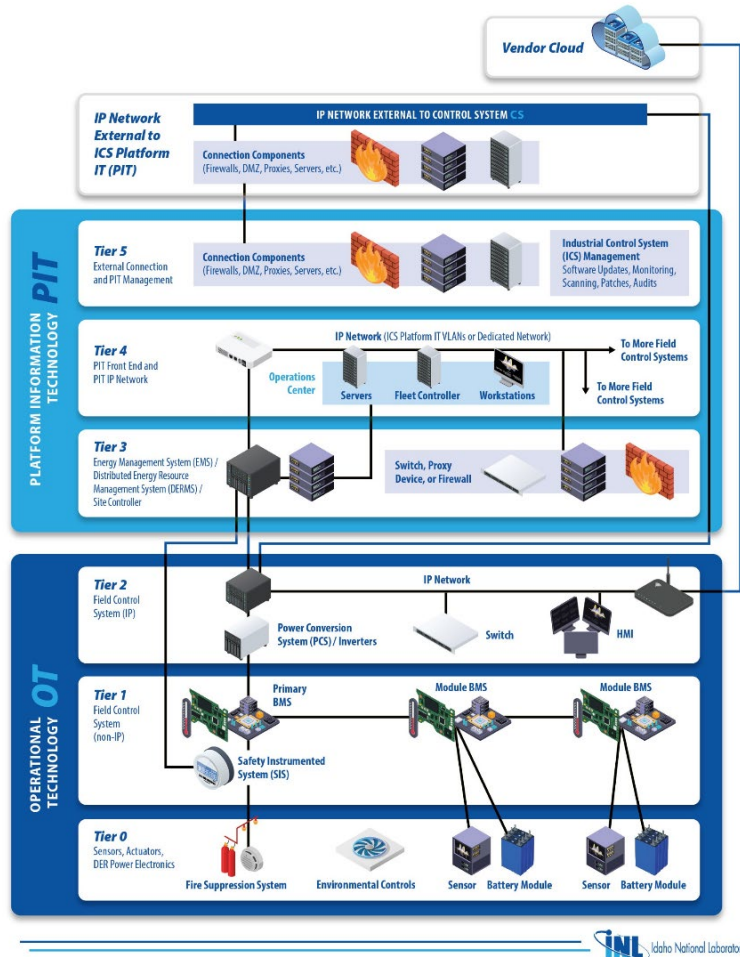 Vendor Cloud
IP Network
External to
ICS Platform
IT (PIT)
IP NETWORK EXTERNAL TO CONTROL SYSTEM CS
Connection Components
(Firewalls, DMZ, Proxies, Servers, etc.)
PLATFORM INFORMATION
TECHNOLOGY PIT
Tier 5
External Connection
and PIT Management
Connection Components
(Firewalls, DMZ, Proxies, Servers, etc.)
Industrial Control System
(ICS) Management
Software Updates, Monitoring,
Scanning, Patches, Audits
Tier 4
PIT Front End and
PIT IP Network
IP Network (ICS Platform IT VLANs or Dedicated Network)
Operations
Center
Servers
Fleet Controller
Workstations
To More Field
Control Systems
To More Field
Control Systems
Tier 3
Energy Management System (EMS) /
Distributed Energy Resource
Management System (DERMS) /
Site Controller
Switch, Proxy
Device, or Firewall
OPERATIONAL
TECHNOLOGY OT
Tier 2
Field Control
System (IP)
IP Network
Power Conversion
System (PCS) / Inverters
Switch
HMI
Tier 1
Field Control
System
(non-IP)
Primary
BMS
Module BMS
Module BMS
Safety Instrumented
System (SIS)
Tier 0
Sensors, Actuators,
DER Power Electronics
Fire Suppression System
Environmental Controls
Sensor
Battery Module
Sensor
Battery Module
INL Idaho National Laborator